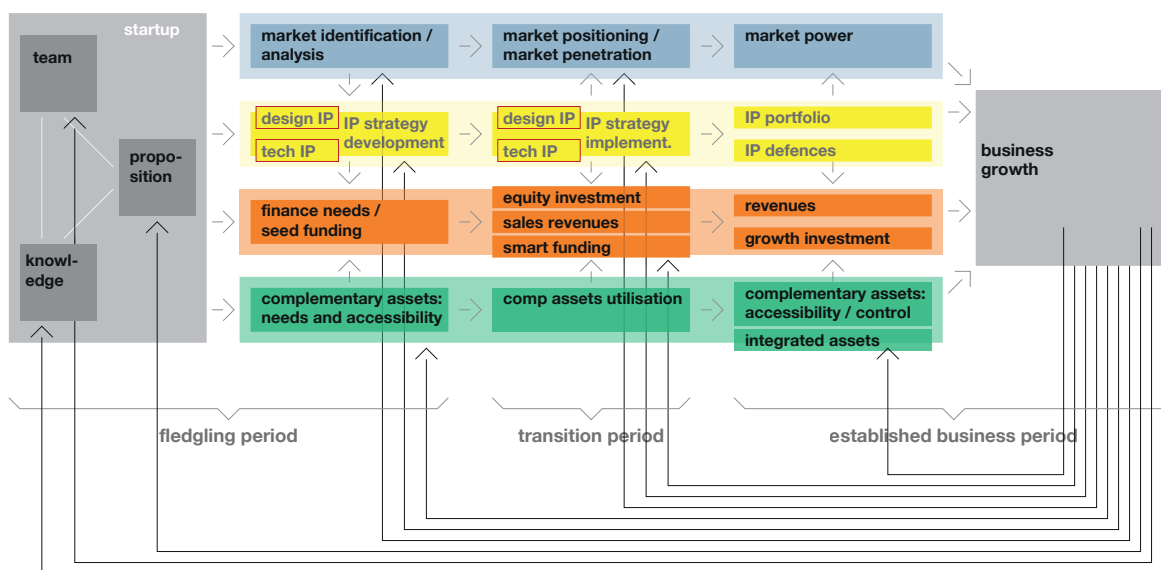 startup
team
propo-
sition
knowl-
edge
market identification /
analysis
market positioning /
market penetration
market power
design IP
tech IP
IP strategy
development
design IP
tech IP
IP strategy
implement.
IP portfolio
IP defences
finance needs /
seed funding
equity investment
sales revenues
smart funding
revenues
growth investment
complementary assets:
needs and accessibility
comp assets utilisation
complementary assets:
accessibility / control
integrated assets
business
growth
fledgling period
transition period
established business period